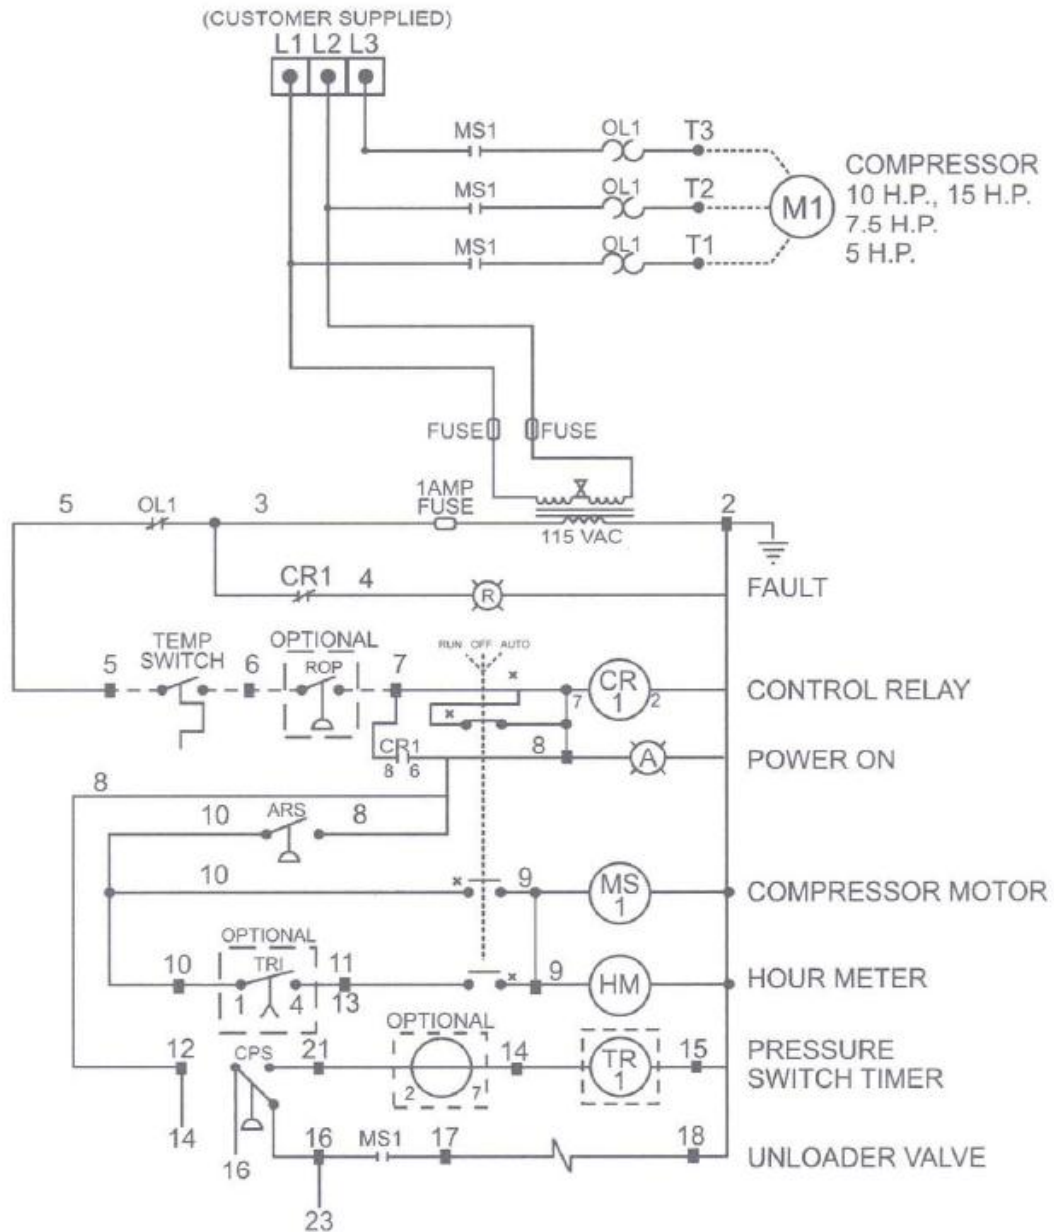 (CUSTOMER SUPPLIED)
L1 L2 L3
MS1 OL1 T3
MS1 OL1 T2
MS1 OL1 T1
M1
COMPRESSOR
10 H.P., 15 H.P.
7.5 H.P.
5 H.P.
FUSE FUSE
5 OL1 3
1AMP
FUSE
115 VAC
2
CR1 4 R
FAULT
RUN OFF AUTO
5
TEMP
SWITCH
6
OPTIONAL
ROP
7
x
x
7
CR
1
2
CONTROL RELAY
CR1
8 6
8
A
POWER ON
8
10 ARS 8
10
x
9
MS
1
COMPRESSOR MOTOR
OPTIONAL
10
TRI
1 4
11
13
x
9
HM
HOUR METER
12
14
CPS
16
21
OPTIONAL
2 7
14
TR
1
15
PRESSURE
SWITCH TIMER
16
23
MS1
17
18
UNLOADER VALVE